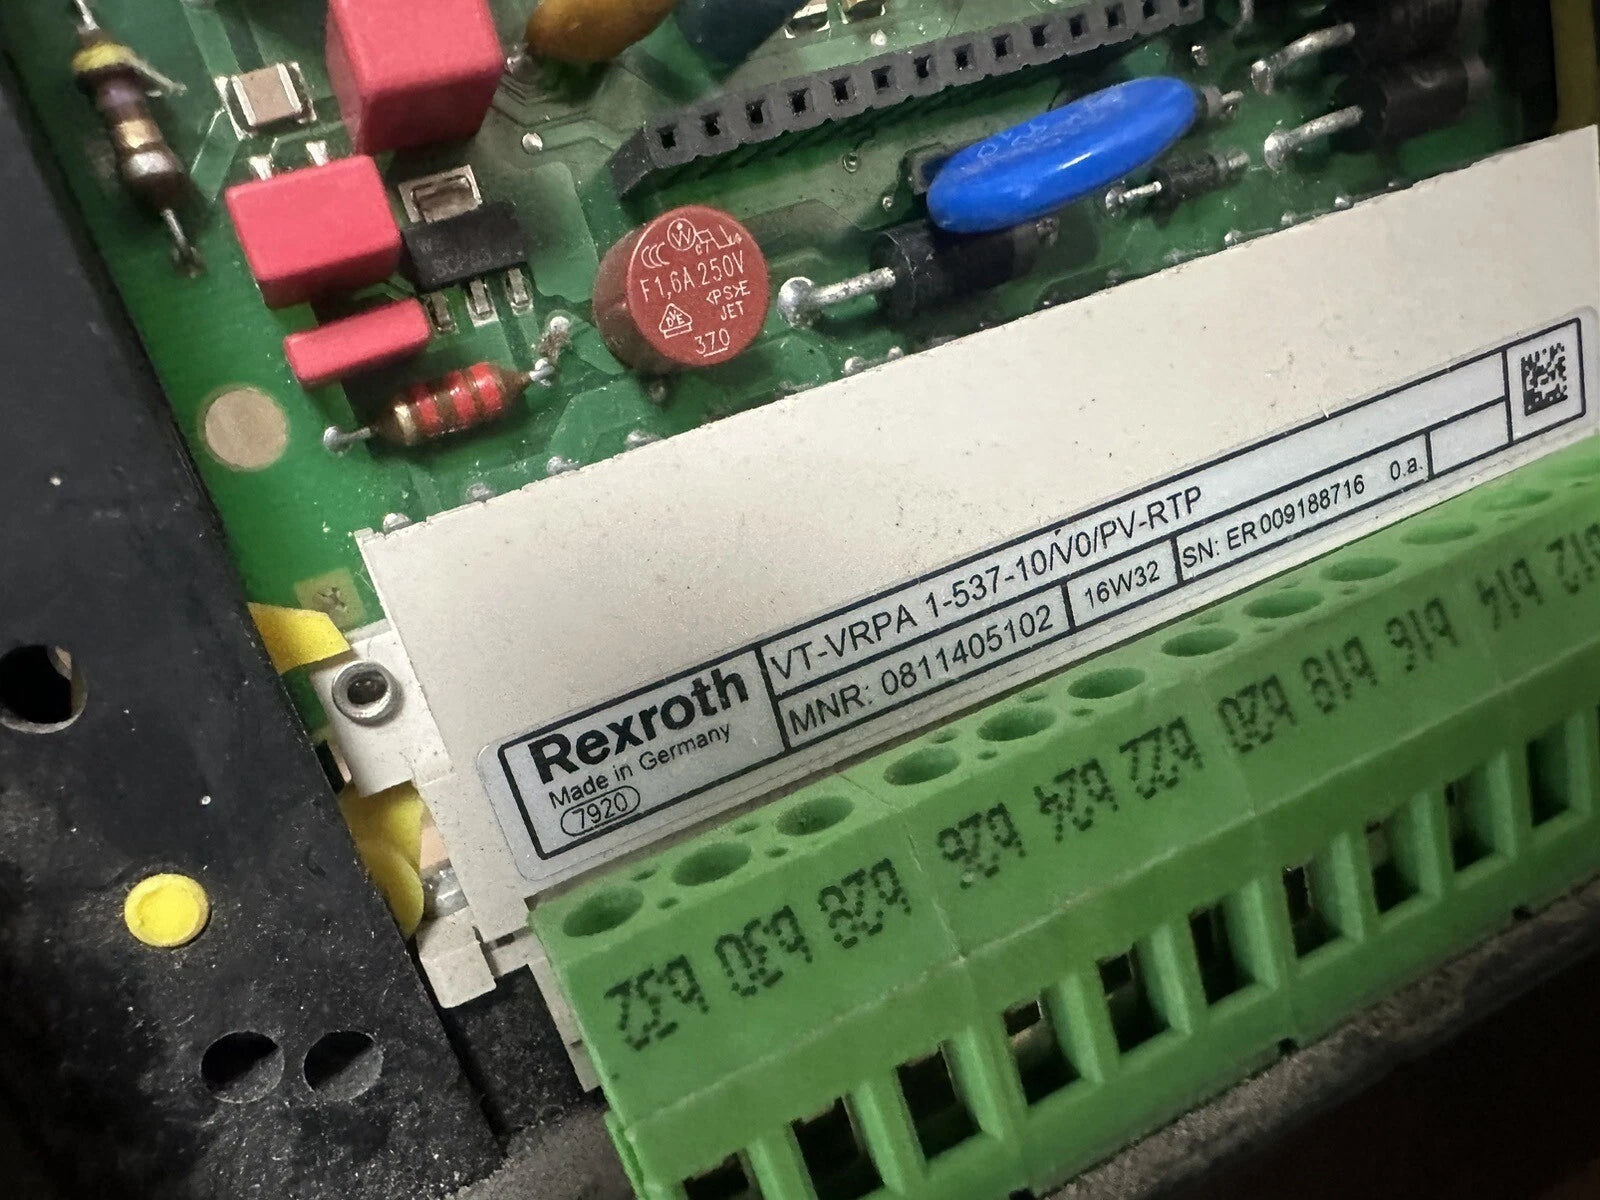 F1,6A 250V
<PS>E
JET
370
Rexroth
Made in Germany
7920
VT-VRPA 1-537-10/V0/PV-RTP
MNR: 0811405102
16W32
SN: ER009188716
0.a.
b32 b30 b28 b26 b24 b22 b20 b18 b16 b14 b12